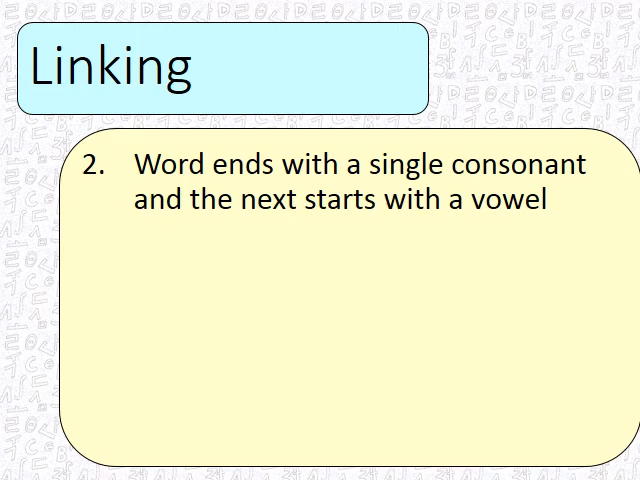 Linking
2. Word ends with a single consonant
and the next starts with a vowel